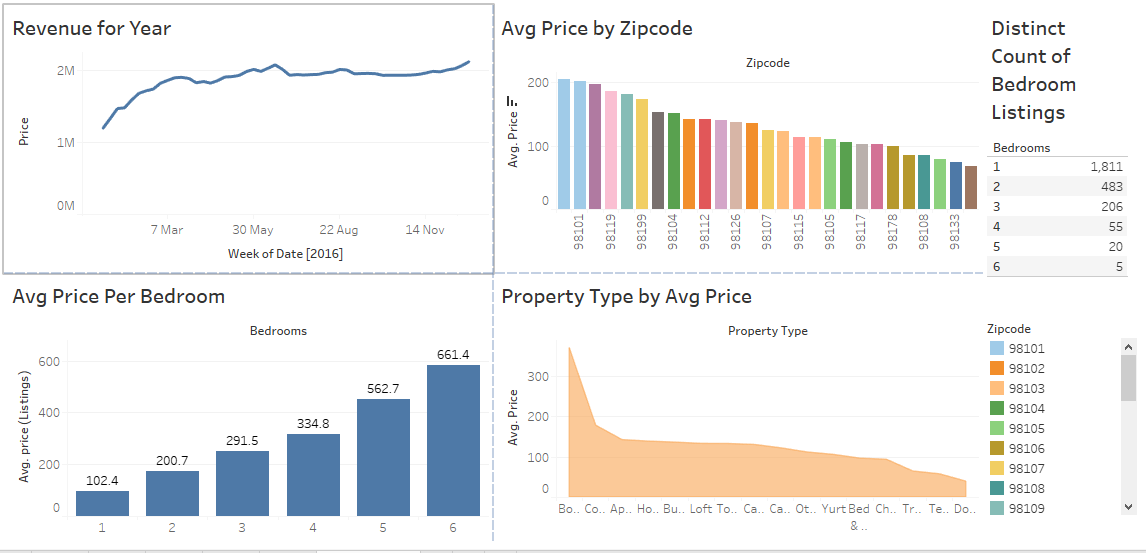 Revenue for Year
2M
1M
0M
Price
7 Mar
30 May
22 Aug
14 Nov
Week of Date [2016]
Avg Price by Zipcode
Zipcode
200
100
0
Avg. Price
98101
98119
98199
98104
98112
98126
98107
98115
98105
98117
98178
98108
98133
Distinct
Count of
Bedroom
Listings
Bedrooms
1 1,811
2 483
3 206
4 55
5 20
6 5
Avg Price Per Bedroom
Bedrooms
600
400
200
0
Avg. price (Listings)
102.4
200.7
291.5
334.8
562.7
661.4
1 2 3 4 5 6
Property Type by Avg Price
Property Type
300
200
100
0
Avg. Price
Bo.. Co.. Ap.. Ho.. Bu.. Loft To.. Ca.. Ca.. Ot.. Yurt Bed Ch.. Tr.. Te.. Do..
& ..
Zipcode
98101
98102
98103
98104
98105
98106
98107
98108
98109